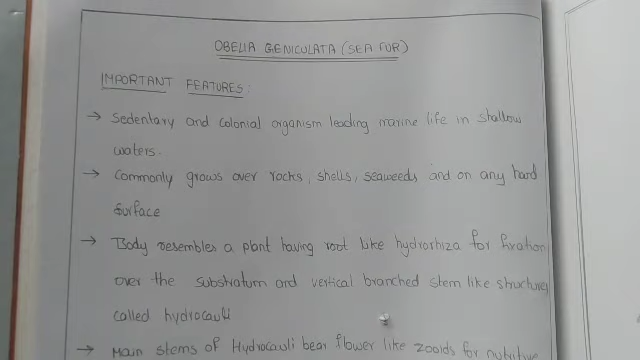 OBELIA GENICULATA (SEA FUR)
IMPORTANT FEATURES:
→ Sedentary and colonial organism leading marine life in shallow
waters.
→ Commonly grows over rocks, shells, seaweeds and on any hard
surface
→ Body resembles a plant having root like hydrorhiza for fixation
over the substratum and vertical branched stem like structures
called hydrocauli
→ Main stems of Hydrocauli bear flower like zooids for nutritive